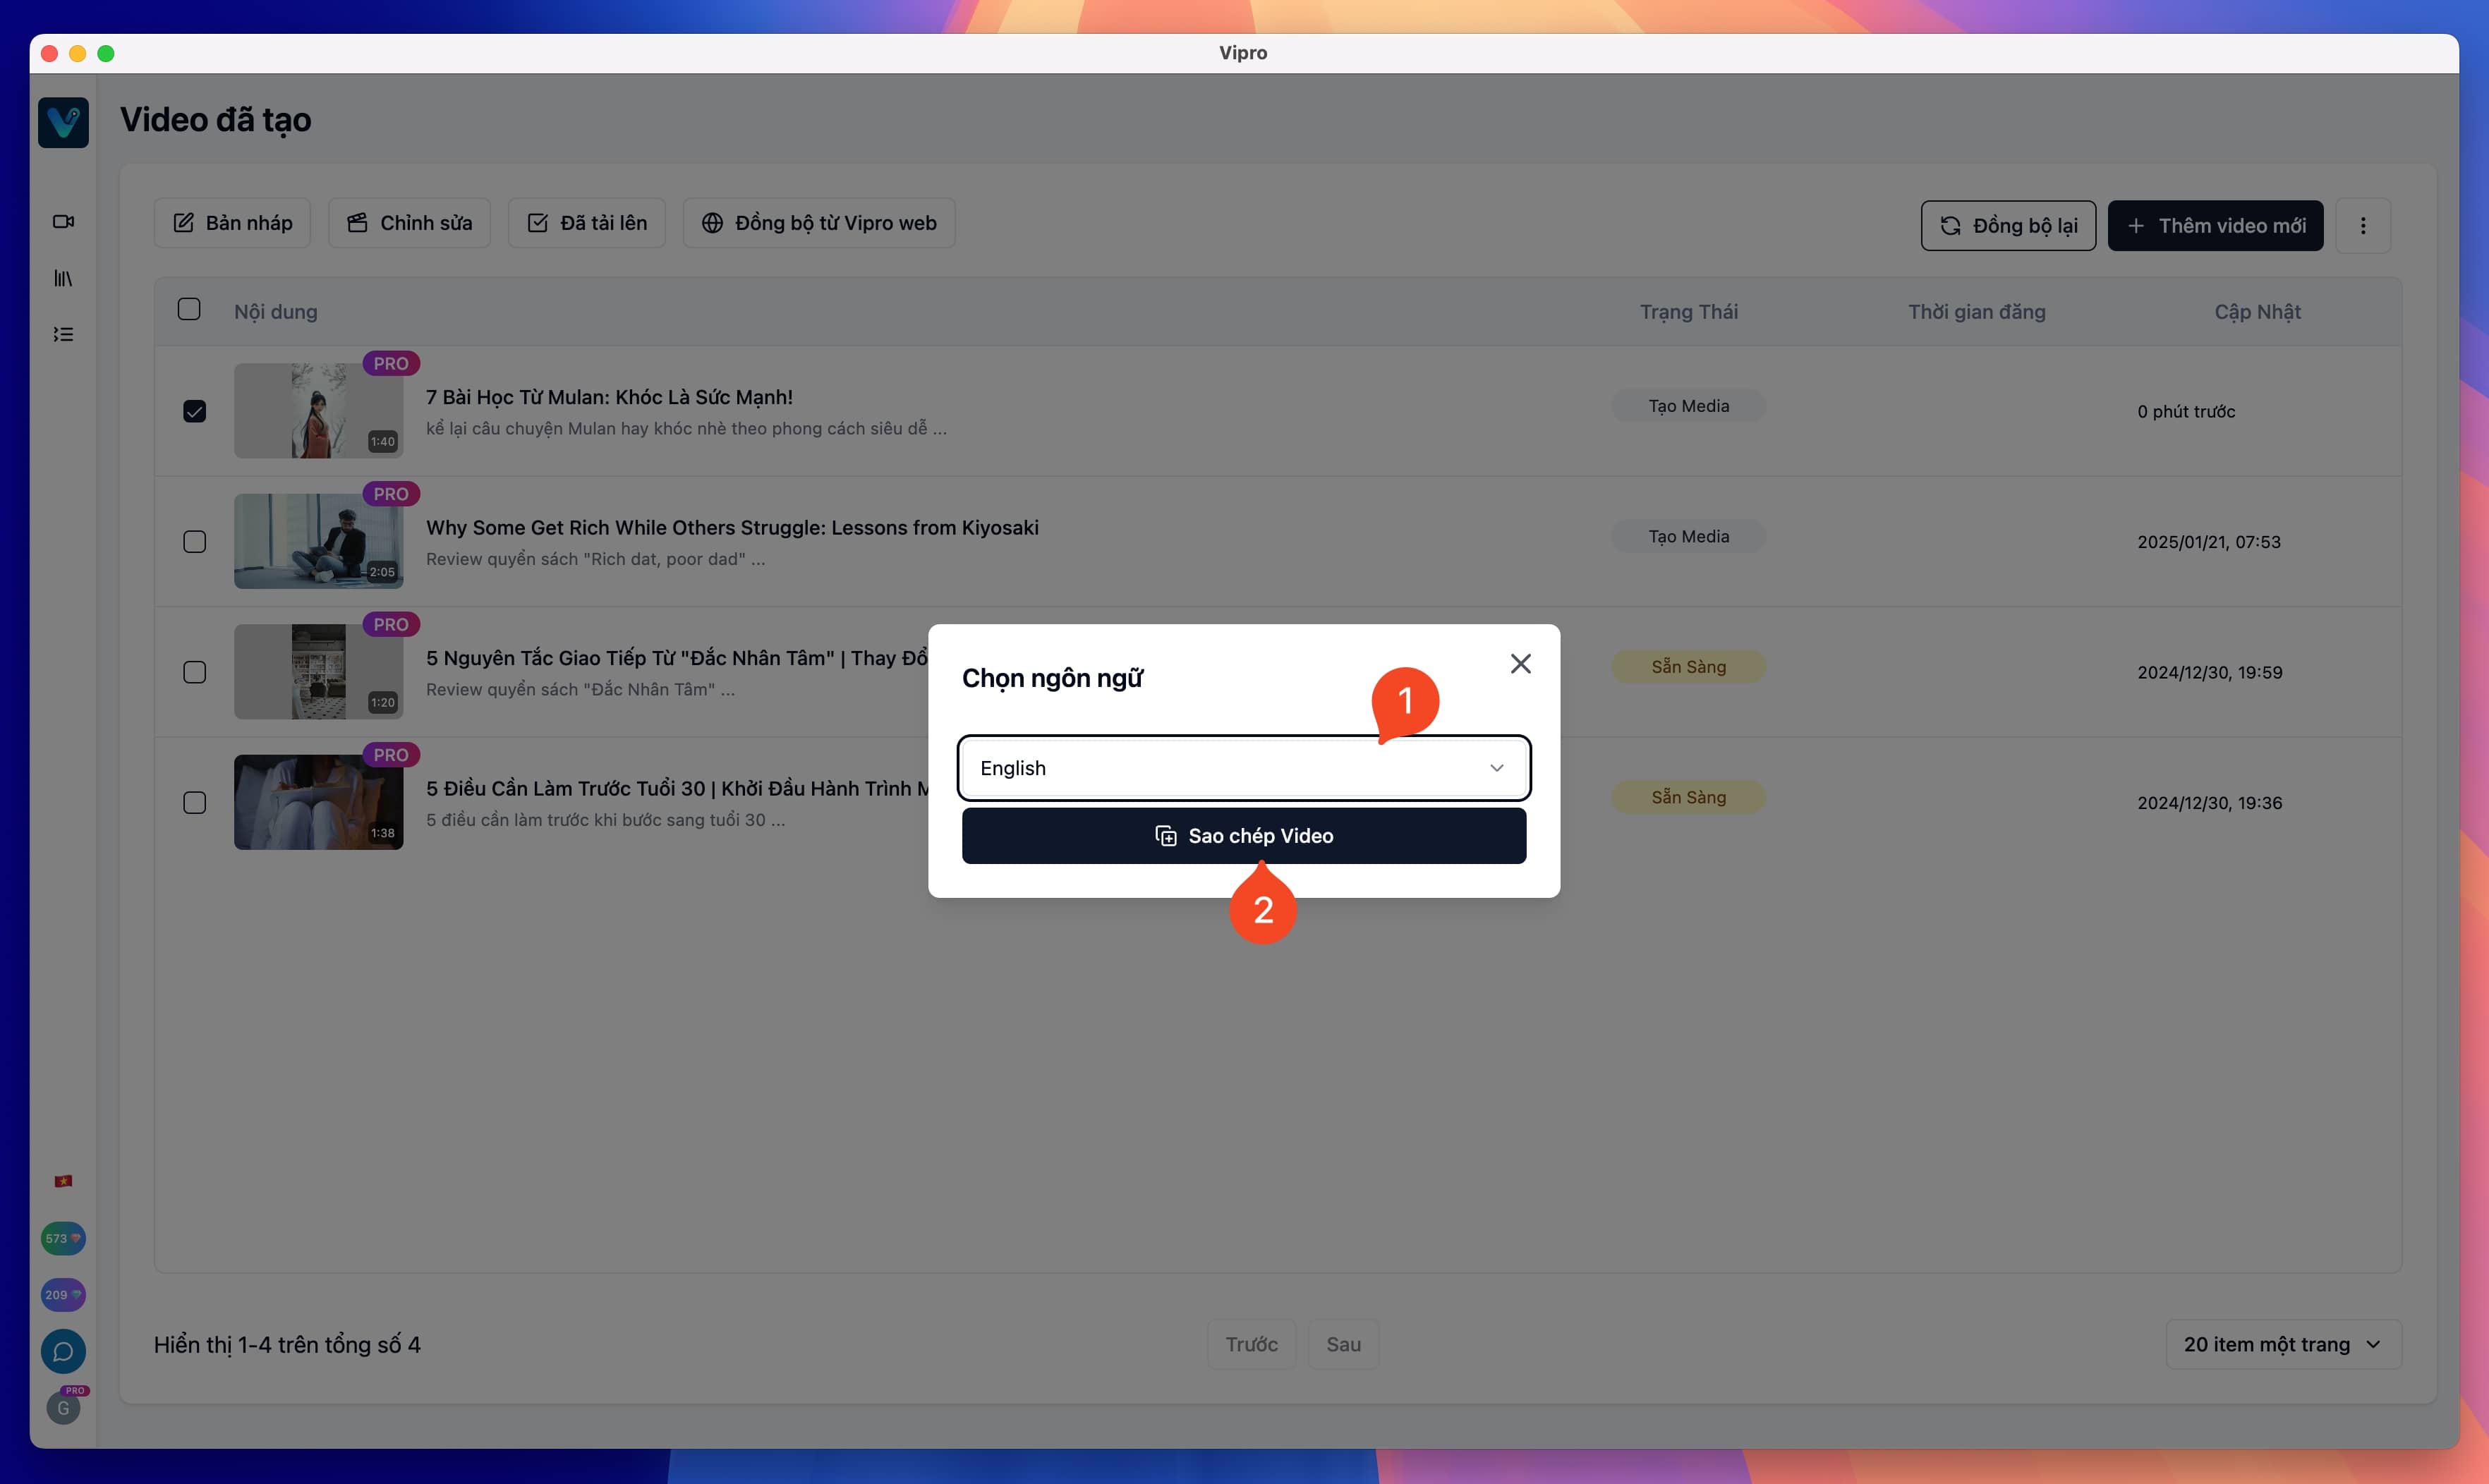 Vipro
Video đã tạo
Bản nháp
Chỉnh sửa
Đã tải lên
Đồng bộ từ Vipro web
Đồng bộ lại
Thêm video mới
Nội dung
Trạng Thái
Thời gian đăng
Cập Nhật
PRO
1:40
7 Bài Học Từ Mulan: Khóc Là Sức Mạnh!
kể lại câu chuyện Mulan hay khóc nhè theo phong cách siêu dễ ...
Tạo Media
0 phút trước
PRO
2:05
Why Some Get Rich While Others Struggle: Lessons from Kiyosaki
Review quyển sách "Rich dat, poor dad" ...
Tạo Media
2025/01/21, 07:53
PRO
1:20
5 Nguyên Tắc Giao Tiếp Từ "Đắc Nhân Tâm" | Thay Đổ
Review quyển sách "Đắc Nhân Tâm" ...
Sẵn Sàng
2024/12/30, 19:59
PRO
1:38
5 Điều Cần Làm Trước Tuổi 30 | Khởi Đầu Hành Trình M
5 điều cần làm trước khi bước sang tuổi 30 ...
Sẵn Sàng
2024/12/30, 19:36
Chọn ngôn ngữ
1
English
Sao chép Video
2
573
209
PRO
G
Hiển thị 1-4 trên tổng số 4
Trước
Sau
20 item một trang